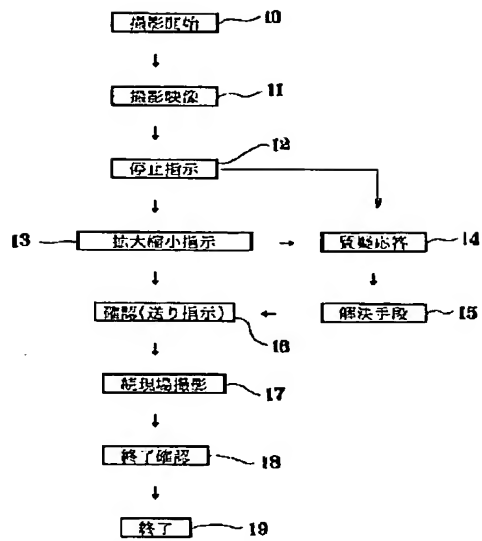 撮影開始 10
撮影映像 11
停止指示 12
13 拡大縮小指示 質疑応答 14
確認(送り指示) 16 解決手段 15
続現場撮影 17
終了確認 18
終了 19